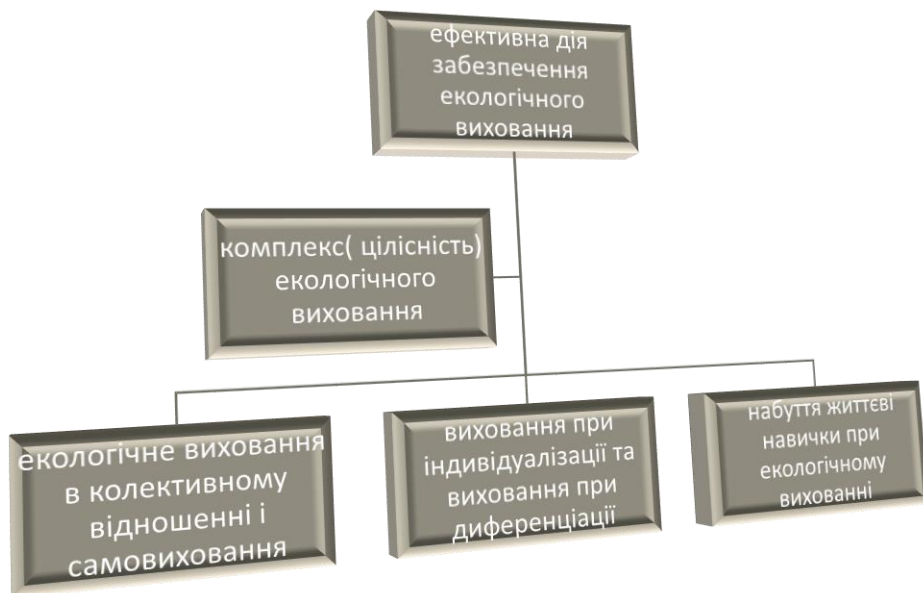 ефективна дія
забезпечення
екологічного
виховання
комплекс( цілісність)
екологічного
виховання
екологічне виховання
в колективному
відношенні і
самовиховання
виховання при
індивідуалізації та
виховання при
диференціації
набуття життєві
навички при
екологічному
вихованні